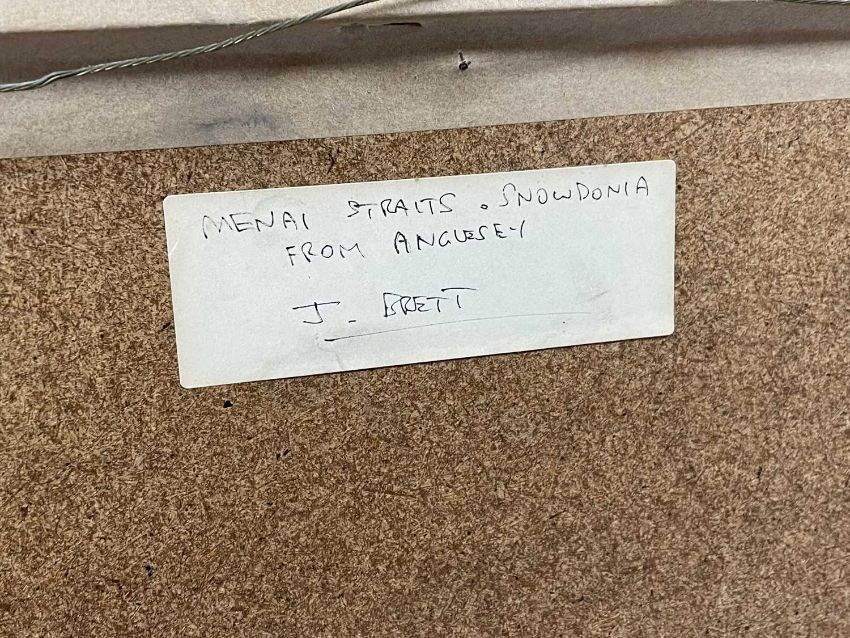 MENAI STRAITS . SNOWDONIA
FROM ANGLESEY
J. BRETT